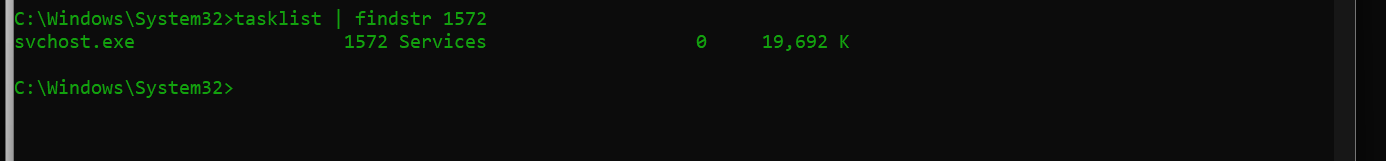 C:\Windows\System32>tasklist | findstr 1572
svchost.exe                   1572 Services                   0     19,692 K
C:\Windows\System32>